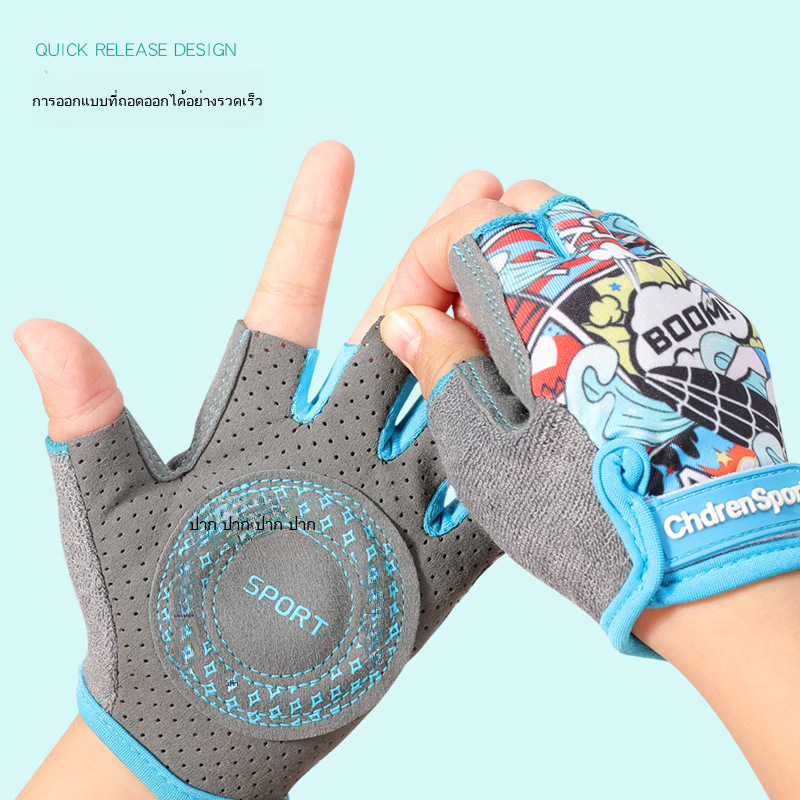 QUICK RELEASE DESIGN
การออกแบบที่ถอดออกได้อย่างรวดเร็ว
BOOM!
ChdrenSport
ปาก ปาก ปาก ปาก
SPORT